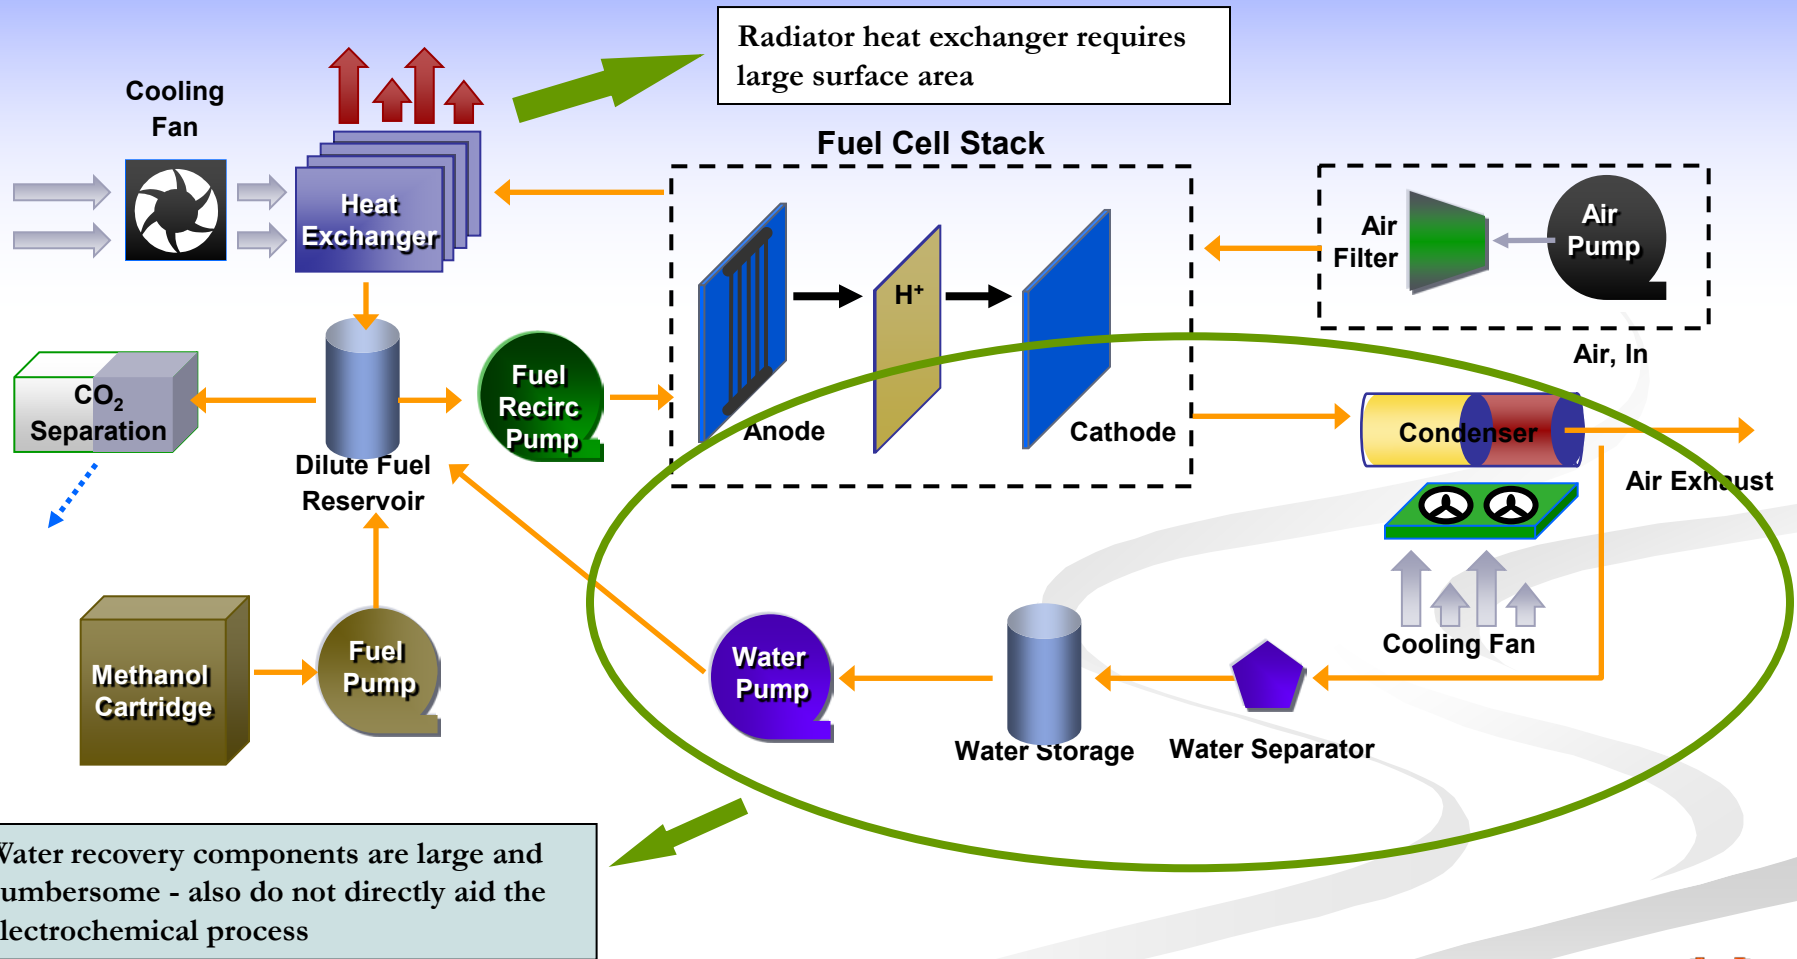 Radiator heat exchanger requires
large surface area
Cooling
Fan
Fuel Cell Stack
Heat
Exchanger
Air
Filter
Air
Pump
H+
Air, In
CO2
Separation
Fuel
Recirc
Pump
Anode
Cathode
Condenser
Air Exhaust
Dilute Fuel
Reservoir
Methanol
Cartridge
Fuel
Pump
Water
Pump
Cooling Fan
Water Storage
Water Separator
recovery components are large and
- also do not directly aid the
process